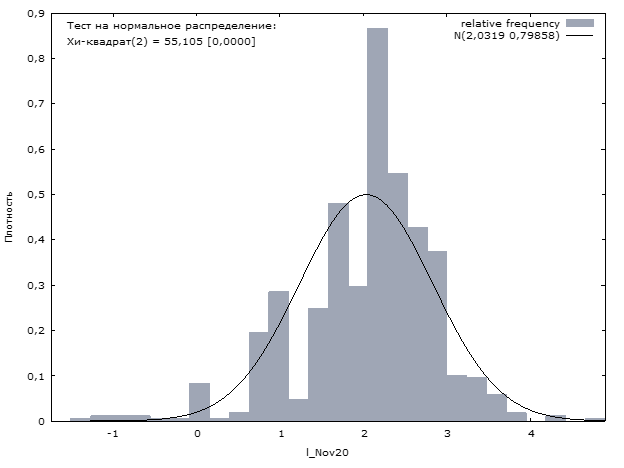 Тест на нормальное распределение:
Хи-квадрат(2) = 55,105 [0,0000]
relative frequency
N(2,0319 0,79858)
Плотность
0,9
0,8
0,7
0,6
0,5
0,4
0,3
0,2
0,1
0
-1
0
1
2
3
4
l_Nov20